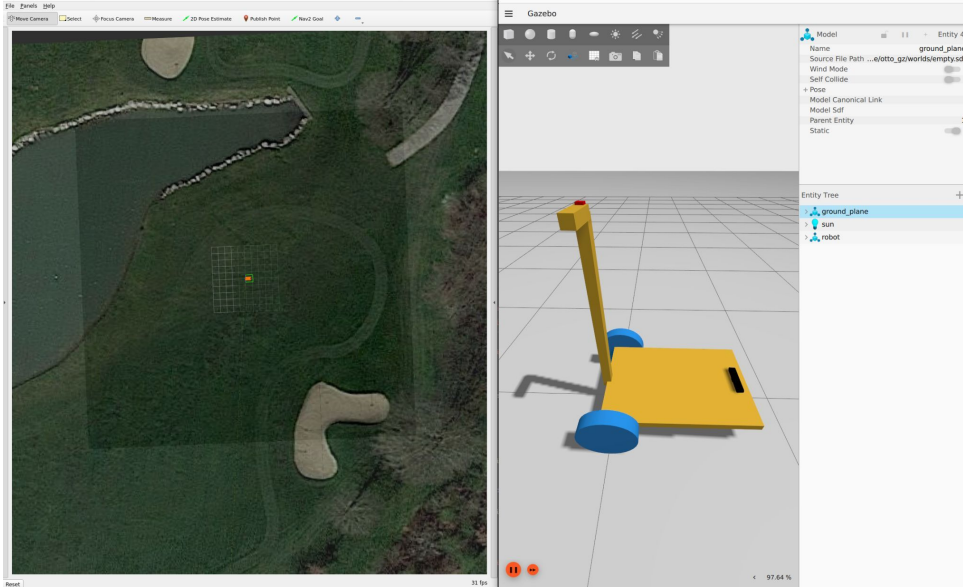 File Panels Help
Move Camera Select Focus Camera Measure 2D Pose Estimate Publish Point Nav2 Goal
Reset
31 fps
Gazebo
97.64 %
Model
Entity 4
Name ground_plane
Source File Path ...e/otto_gz/worlds/empty.sd
Wind Mode
Self Collide
+ Pose
Model Canonical Link
Model Sdf
Parent Entity
Static
Entity Tree
ground_plane
sun
robot